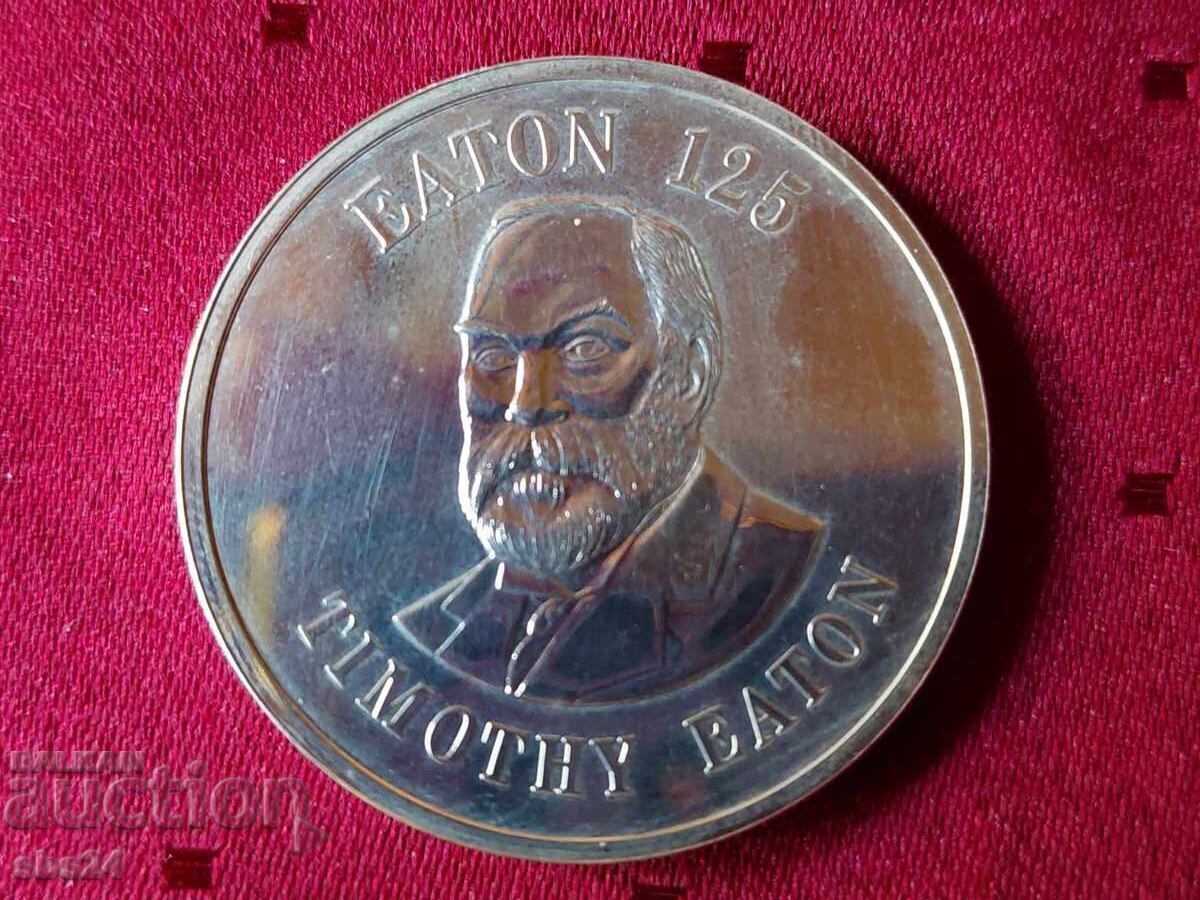 EATON 125
TIMOTHY EATON
BALKAN
auction
sbs24